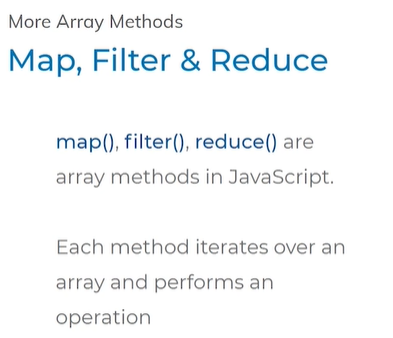 More Array Methods
Map, Filter & Reduce
map(), filter(), reduce() are
array methods in JavaScript.
Each method iterates over an
array and performs an
operation